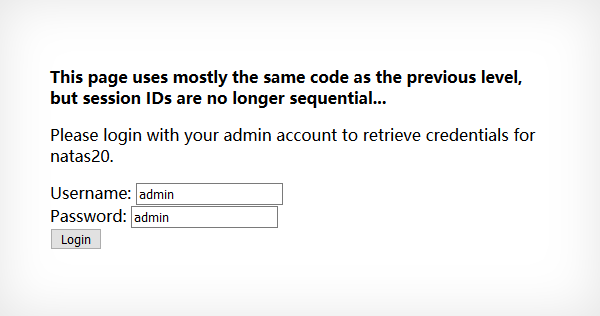 This page uses mostly the same code as the previous level,
but session IDs are no longer sequential...
Please login with your admin account to retrieve credentials for
natas20.
Username: admin
Password: admin
Login